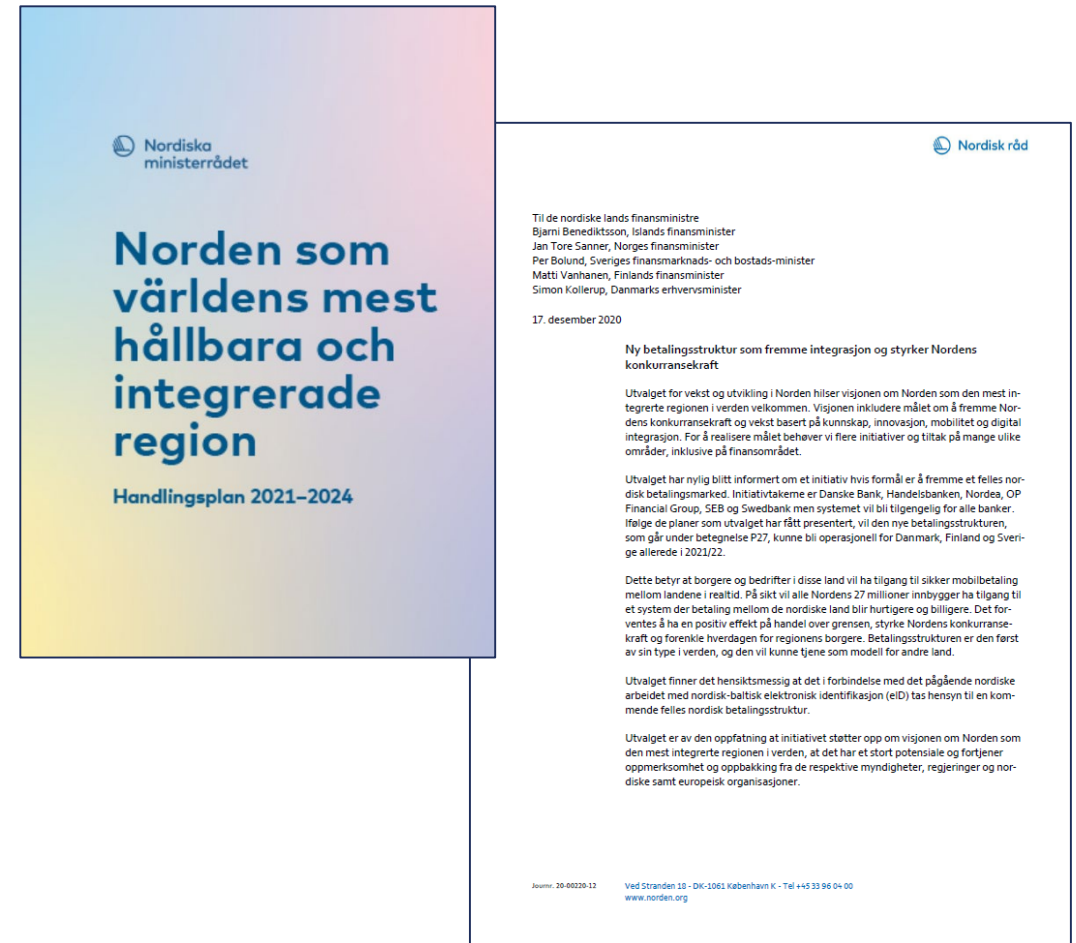 Nordiska
ministerrådet
Norden som
världens mest
hållbara och
integrerade
region
Handlingsplan 2021–2024
Nordisk råd
Til de nordiske lands finansministre
Bjarni Benediktsson, Islands finansminister
Jan Tore Sanner, Norges finansminister
Per Bolund, Sveriges finansmarknads- och bostads-minister
Matti Vanhanen, Finlands finansminister
Simon Kollerup, Danmarks erhvervsminister
17. desember 2020
Ny betalingsstruktur som fremme integrasjon og styrker Nordens
konkurransekraft
Utvalget for vekst og utvikling i Norden hilser visjonen om Norden som den mest in-
tegrerte regionen i verden velkommen. Visjonen inkludere målet om å fremme Nor-
dens konkurransekraft og vekst basert på kunnskap, innovasjon, mobilitet og digital
integrasjon. For å realisere målet behøver vi flere initiativer og tiltak på mange ulike
områder, inklusive på finansområdet.
Utvalget har nylig blitt informert om et initiativ hvis formål er å fremme et felles nor-
disk betalingsmarked. Initiativtakerne er Danske Bank, Handelsbanken, Nordea, OP
Financial Group, SEB og Swedbank men systemet vil bli tilgengelig for alle banker.
Ifølge de planer som utvalget har fått presentert, vil den nye betalingsstrukturen,
som går under betegnelse P27, kunne bli operasjonell for Danmark, Finland og Sveri-
ge allerede i 2021/22.
Dette betyr at borgere og bedrifter i disse land vil ha tilgang til sikker mobilbetaling
mellom landene i realtid. På sikt vil alle Nordens 27 millioner innbygger ha tilgang til
et system der betaling mellom de nordiske land blir hurtigere og billigere. Det for-
ventes å ha en positiv effekt på handel over grensen, styrke Nordens konkurranse-
kraft og forenkle hverdagen for regionens borgere. Betalingsstrukturen er den først
av sin type i verden, og den vil kunne tjene som modell for andre land.
Utvalget finner det hensiktsmessig at det i forbindelse med det pågående nordiske
arbeidet med nordisk-baltisk elektronisk identifikasjon (eID) tas hensyn til en kom-
mende felles nordisk betalingsstruktur.
Utvalget er av den oppfatning at initiativet støtter opp om visjonen om Norden som
den mest integrerte regionen i verden, at det har et stort potensiale og fortjener
oppmerksomhet og oppbakking fra de respektive myndigheter, regjeringer og nor-
diske samt europeisk organisasjoner.
Journr. 20-00220-12
Ved Stranden 18 - DK-1061 København K - Tel +45 33 96 04 00
www.norden.org